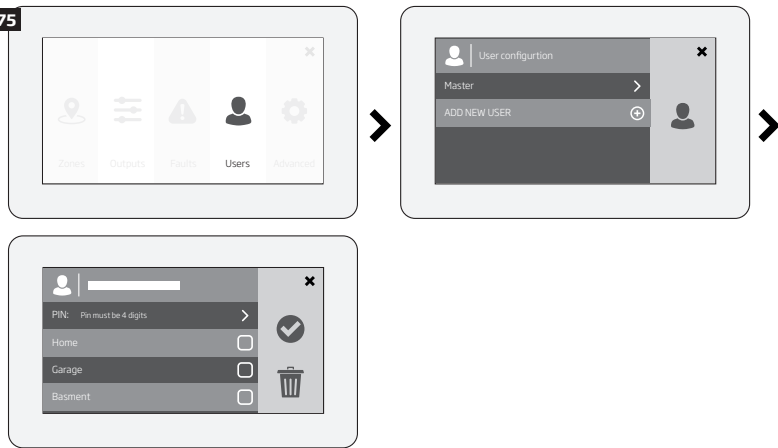 75
Zones
Outputs
Faults
Users
Advanced
User configurtion
Master
ADD NEW USER
PIN: Pin must be 4 digits
Home
Garage
Basment